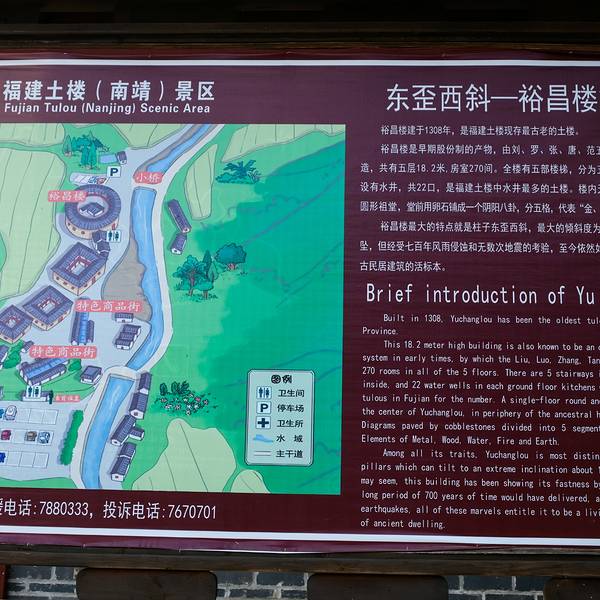 福建土楼（南靖）景区
Fujian Tulou (Nanjing) Scenic Area
P
小桥
裕昌楼
特色商品街
特色商品街
图例
卫生间
P 停车场
卫生所
水 域
主干道
电话:7880333，投诉电话:7670701
东歪西斜—裕昌楼
裕昌楼建于1308年，是福建土楼现存最古老的土楼。
裕昌楼是早期股份制的产物，由刘、罗、张、唐、范五
造，共有五层18.2米，房室270间。全楼有五部楼梯，分为五
设有水井，共22口，是福建土楼中水井最多的土楼。楼内
圆形祖堂，堂前用卵石铺成一个阴阳八卦，分五格，代表“金、
裕昌楼最大的特点就是柱子东歪西斜，最大的倾斜度为
坠，但经受七百年风雨侵蚀和无数次地震的考验，至今依然如
古民居建筑的活标本。
Brief introduction of Yu
Built in 1308, Yuchanglou has been the oldest tul
Province.
This 18.2 meter high building is also known to be an o
system in early times, by which the Liu, Luo, Zhang, Tan
270 rooms in all of the 5 floors. There are 5 stairways i
inside, and 22 water wells in each ground floor kitchens
tulous in Fujian for the number. A single-floor round anc
the center of Yuchanglou, in periphery of the ancestral h
Diagrams paved by cobblestones divided into 5 segment
Elements of Metal, Wood, Water, Fire and Earth.
Among all its traits, Yuchanglou is most distin
pillars which can tilt to an extreme inclination about 1
may seem, this building has been showing its fastness by
long period of 700 years of time would have delivered, a
earthquakes, all of these marvels entitle it to be a livi
of ancient dwelling.